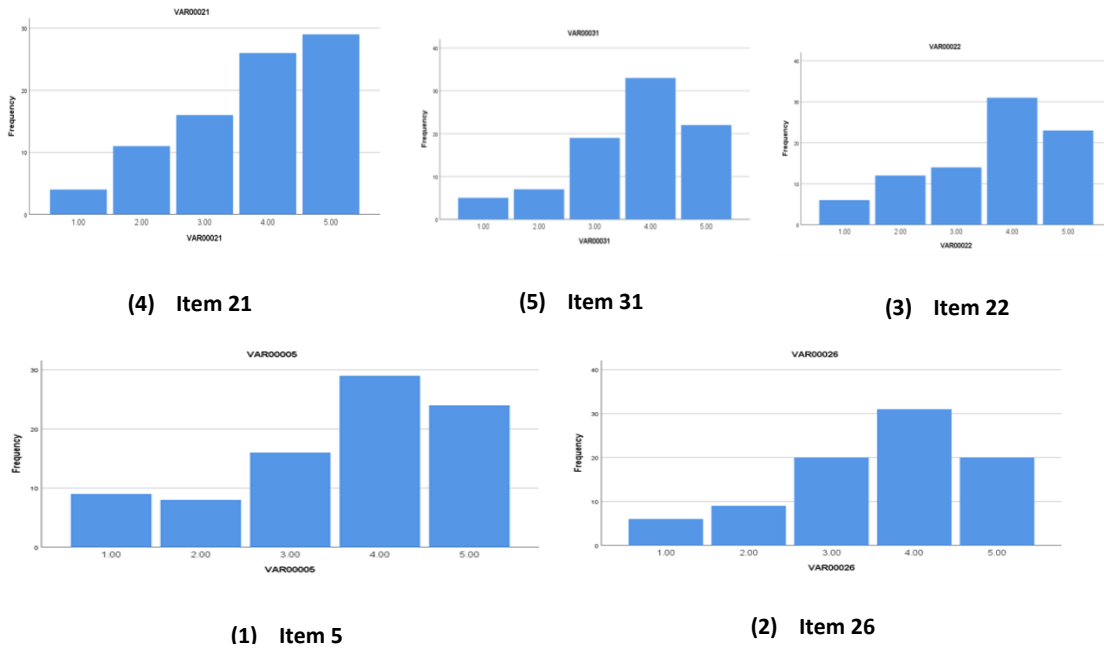 VAR00021
Frequency
30
20
10
0
1.00 2.00 3.00 4.00 5.00
VAR00021
(4) Item 21
VAR00031
Frequency
40
30
20
10
0
1.00 2.00 3.00 4.00 5.00
VAR00031
(5) Item 31
VAR00022
Frequency
40
30
20
10
0
1.00 2.00 3.00 4.00 5.00
VAR00022
(3) Item 22
VAR00005
Frequency
30
20
10
0
1.00 2.00 3.00 4.00 5.00
VAR00005
(1) Item 5
VAR00026
Frequency
40
30
20
10
0
1.00 2.00 3.00 4.00 5.00
VAR00026
(2) Item 26